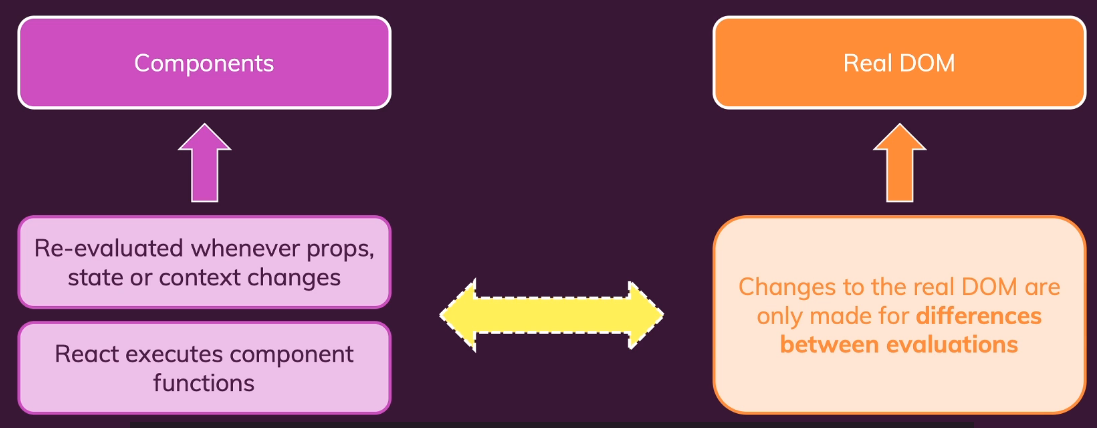 Components
Real DOM
Re-evaluated whenever props,
state or context changes
React executes component
functions
Changes to the real DOM are
only made for differences
between evaluations